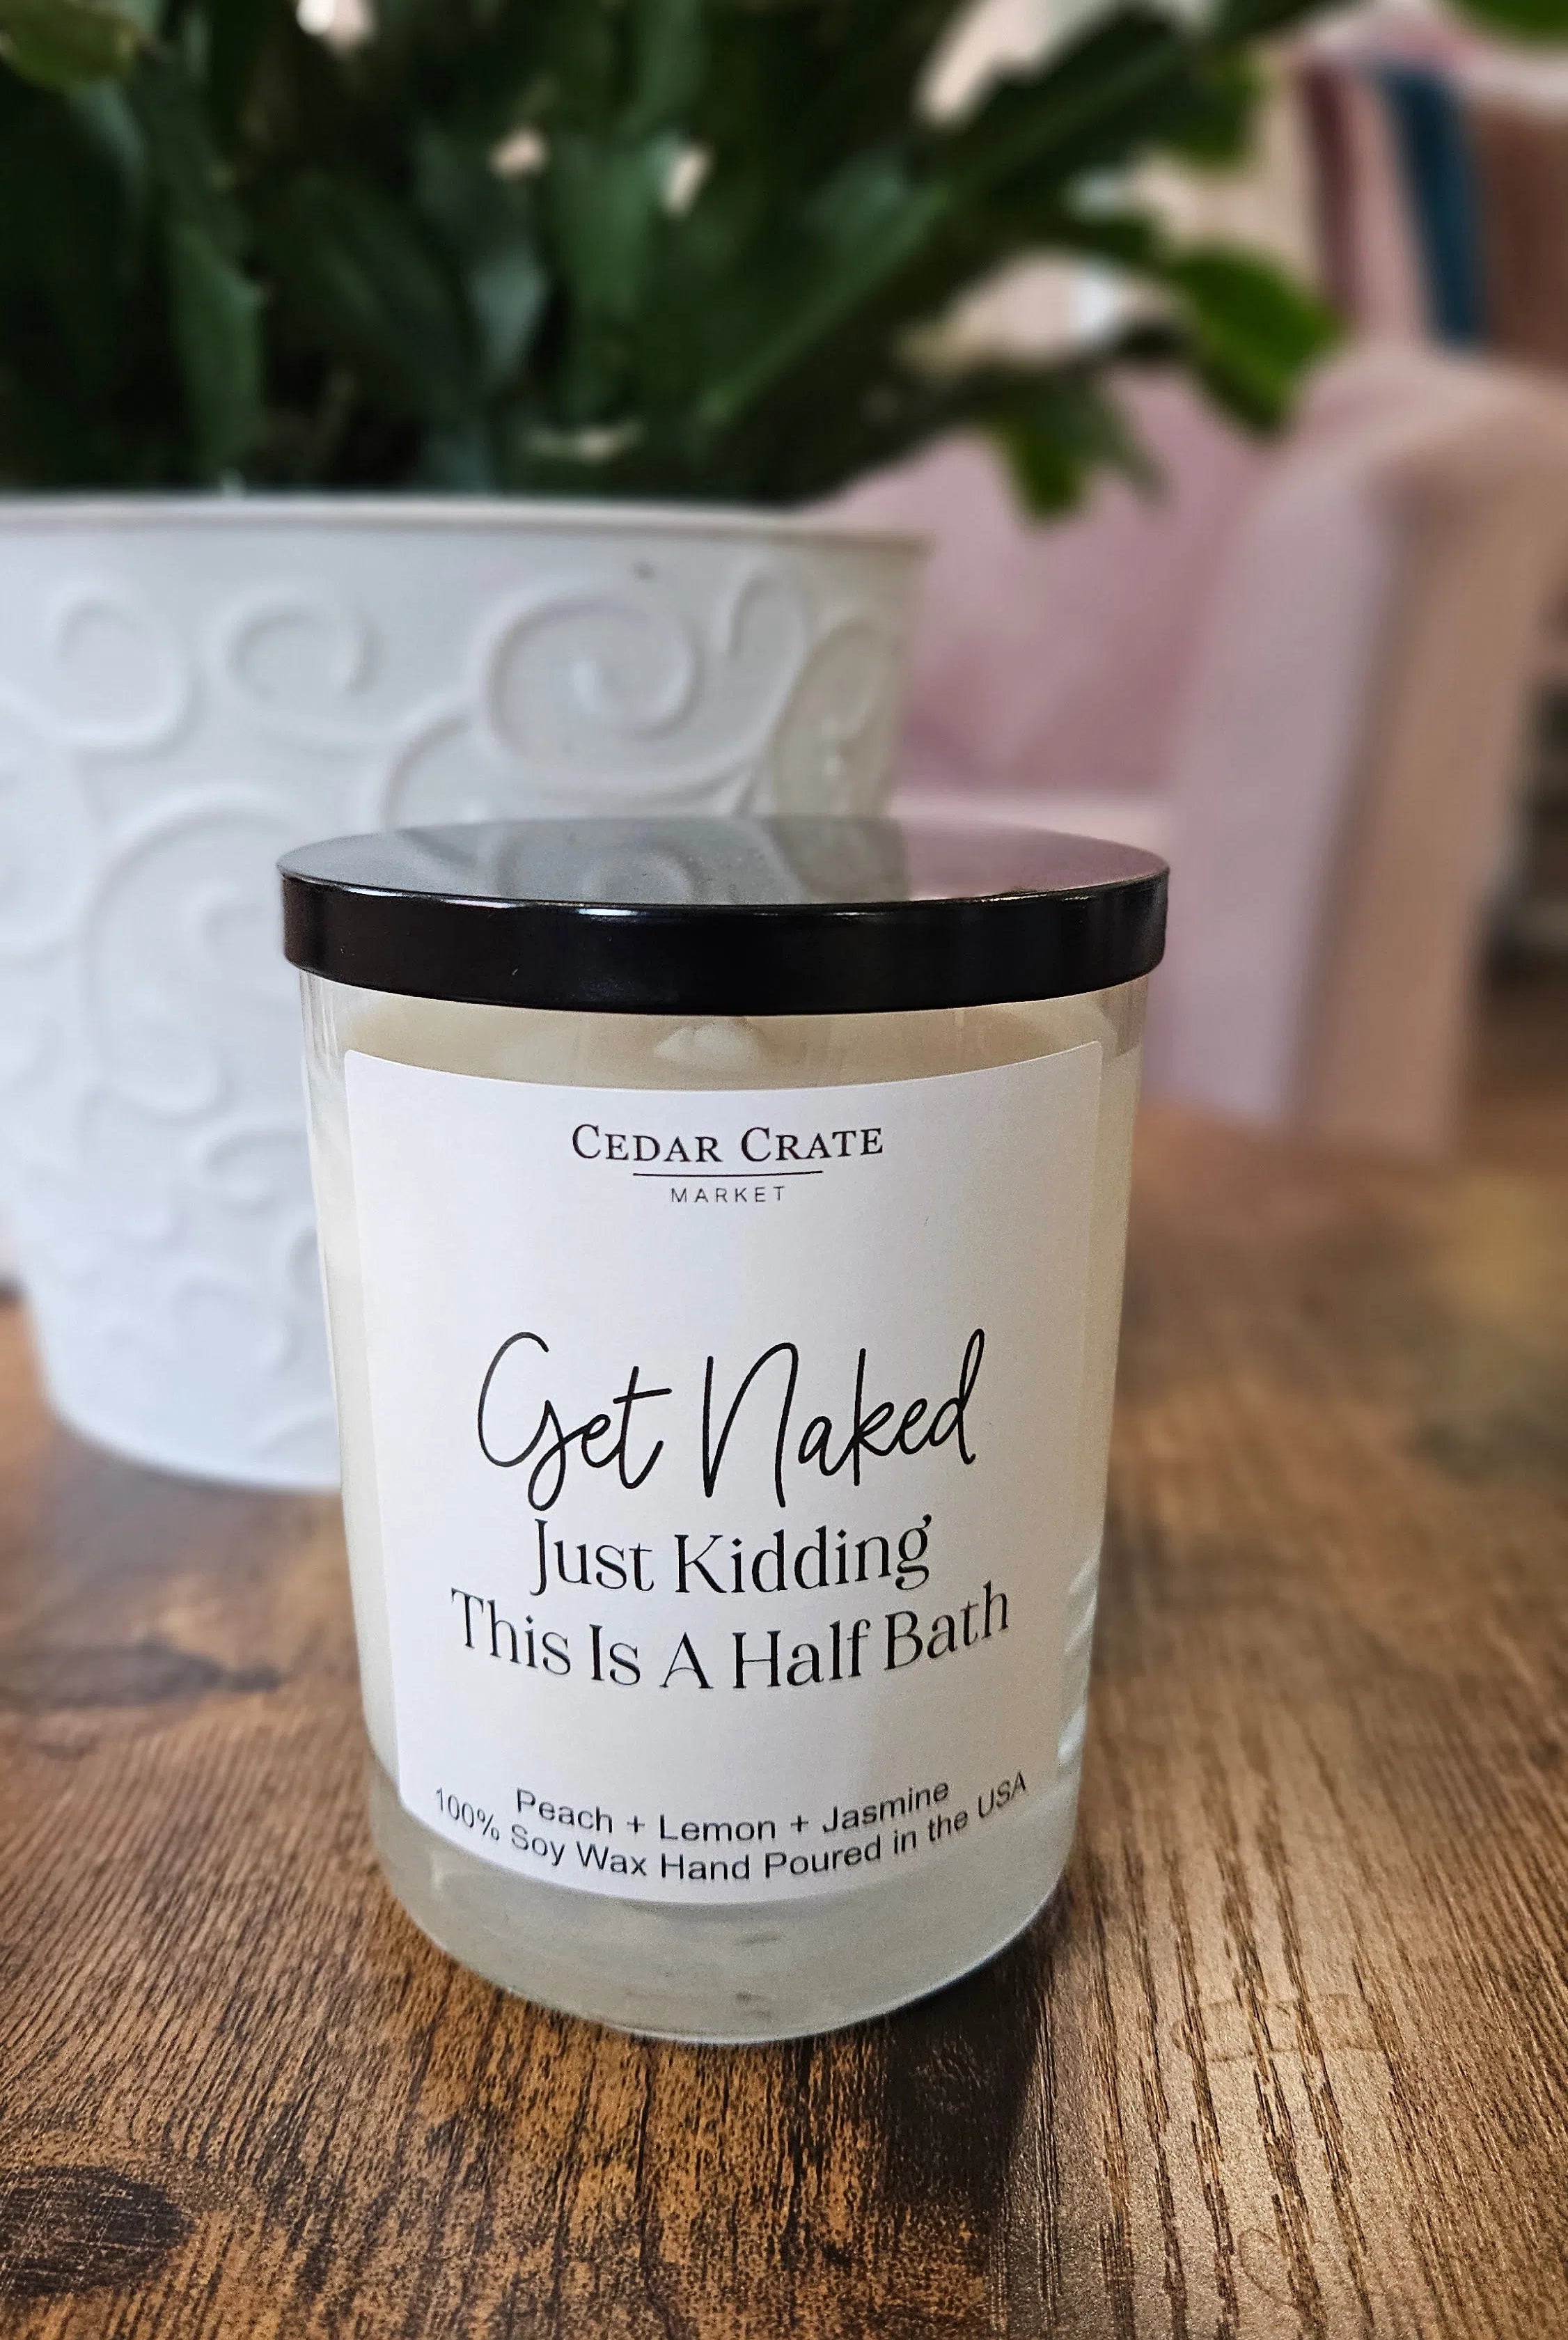 CEDAR CRATE
MARKET
Get Naked
Just Kidding
This Is A Half Bath
Peach + Lemon + Jasmine
100% Soy Wax Hand Poured in the USA